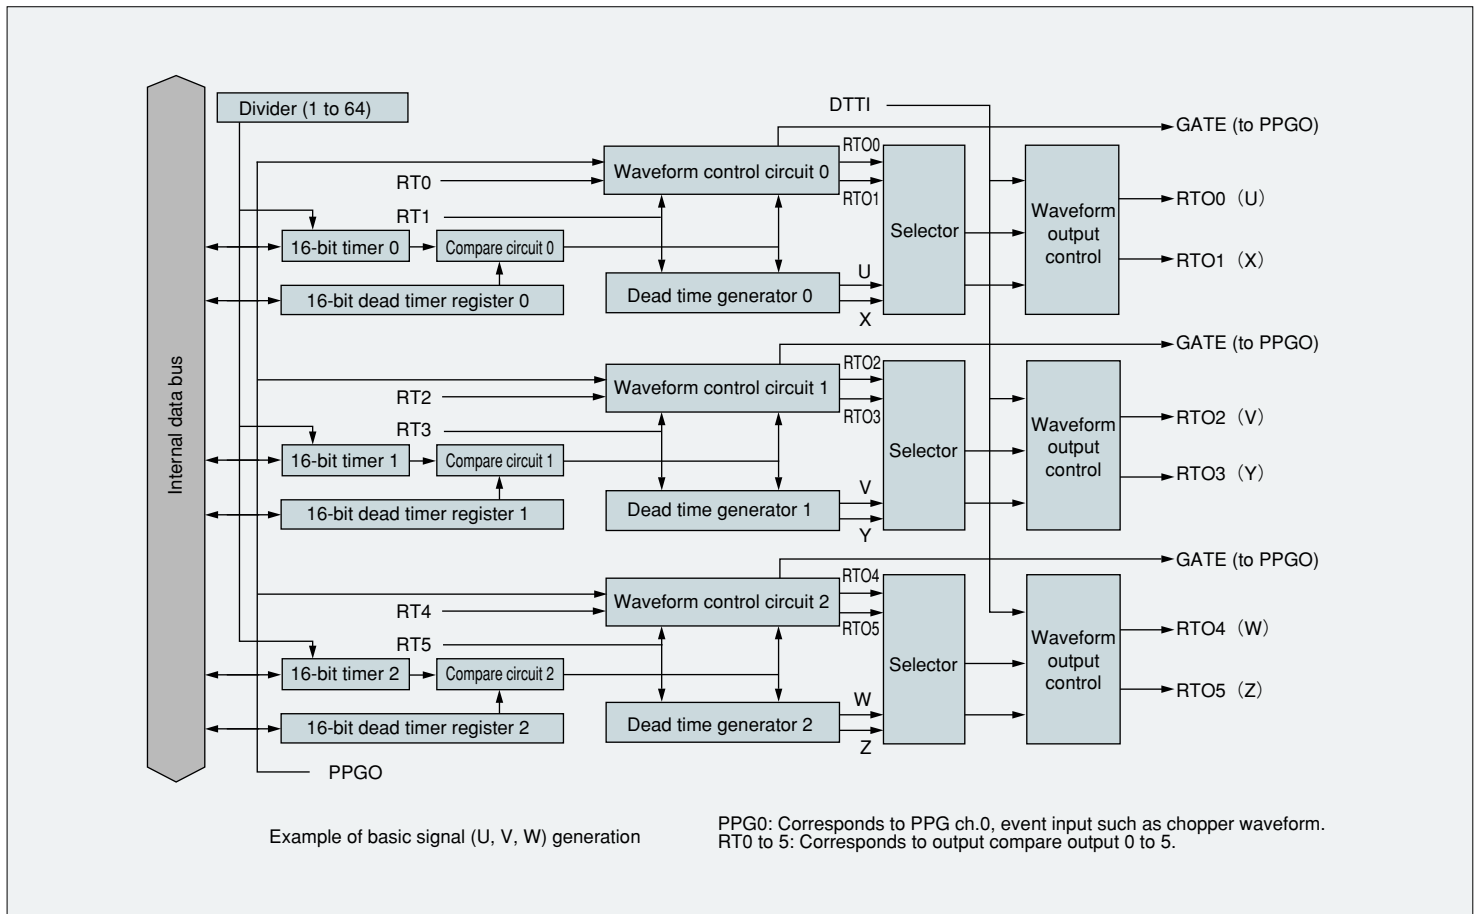 Divider (1 to 64)
DTTI
GATE (to PPGO)
RTO0
Waveform control circuit 0
RT0
RTO1
RT1
Selector
Waveform
output
control
RTO0 (U)
16-bit timer 0
Compare circuit 0
RTO1 (X)
U
16-bit dead timer register 0
Dead time generator 0
X
GATE (to PPGO)
RTO2
Waveform control circuit 1
RT2
RTO3
RT3
Selector
Waveform
output
control
RTO2 (V)
Internal data bus
16-bit timer 1
Compare circuit 1
RTO3 (Y)
V
16-bit dead timer register 1
Dead time generator 1
Y
GATE (to PPGO)
RTO4
Waveform control circuit 2
RT4
RTO5
RT5
Selector
Waveform
output
control
RTO4 (W)
16-bit timer 2
Compare circuit 2
RTO5 (Z)
W
16-bit dead timer register 2
Dead time generator 2
Z
PPGO
Example of basic signal (U, V, W) generation
PPG0: Corresponds to PPG ch.0, event input such as chopper waveform.
RT0 to 5: Corresponds to output compare output 0 to 5.